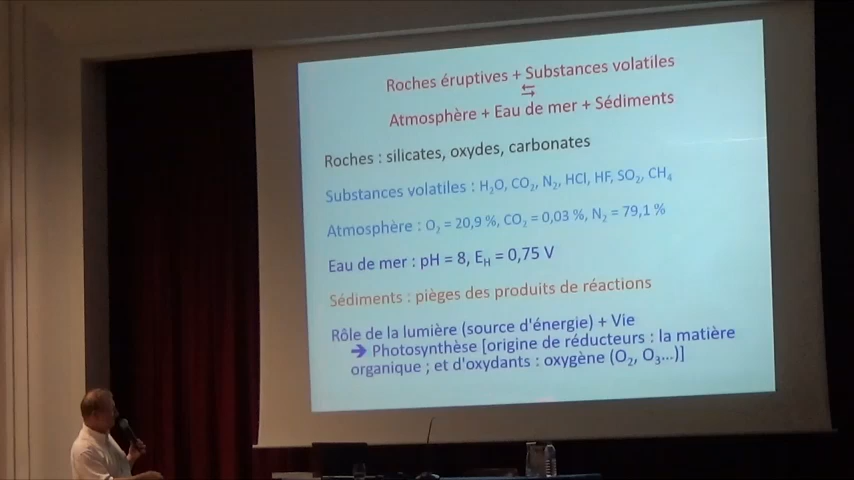 Roches éruptives + Substances volatiles
⇆
Atmosphère + Eau de mer + Sédiments
Roches : silicates, oxydes, carbonates
Substances volatiles : H₂O, CO₂, N₂, HCl, HF, SO₂, CH₄
Atmosphère : O₂ = 20,9 %, CO₂ = 0,03 %, N₂ = 79,1 %
Eau de mer : pH = 8, E_H = 0,75 V
Sédiments : pièges des produits de réactions
Rôle de la lumière (source d'énergie) + Vie
➔ Photosynthèse [origine de réducteurs : la matière
organique ; et d'oxydants : oxygène (O₂, O₃...)]